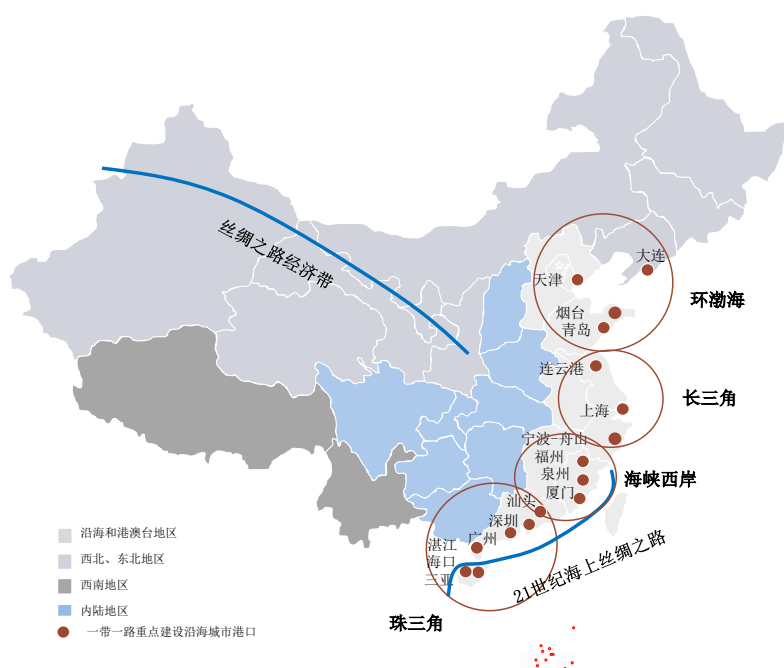 丝绸之路经济带
大连
天津
环渤海
烟台
青岛
连云港
长三角
上海
宁波-舟山
福州
泉州
海峡西岸
厦门
汕头
深圳
广州
湛江
海口
三亚
21世纪海上丝绸之路
珠三角
沿海和港澳台地区
西北、东北地区
西南地区
内陆地区
一带一路重点建设沿海城市港口